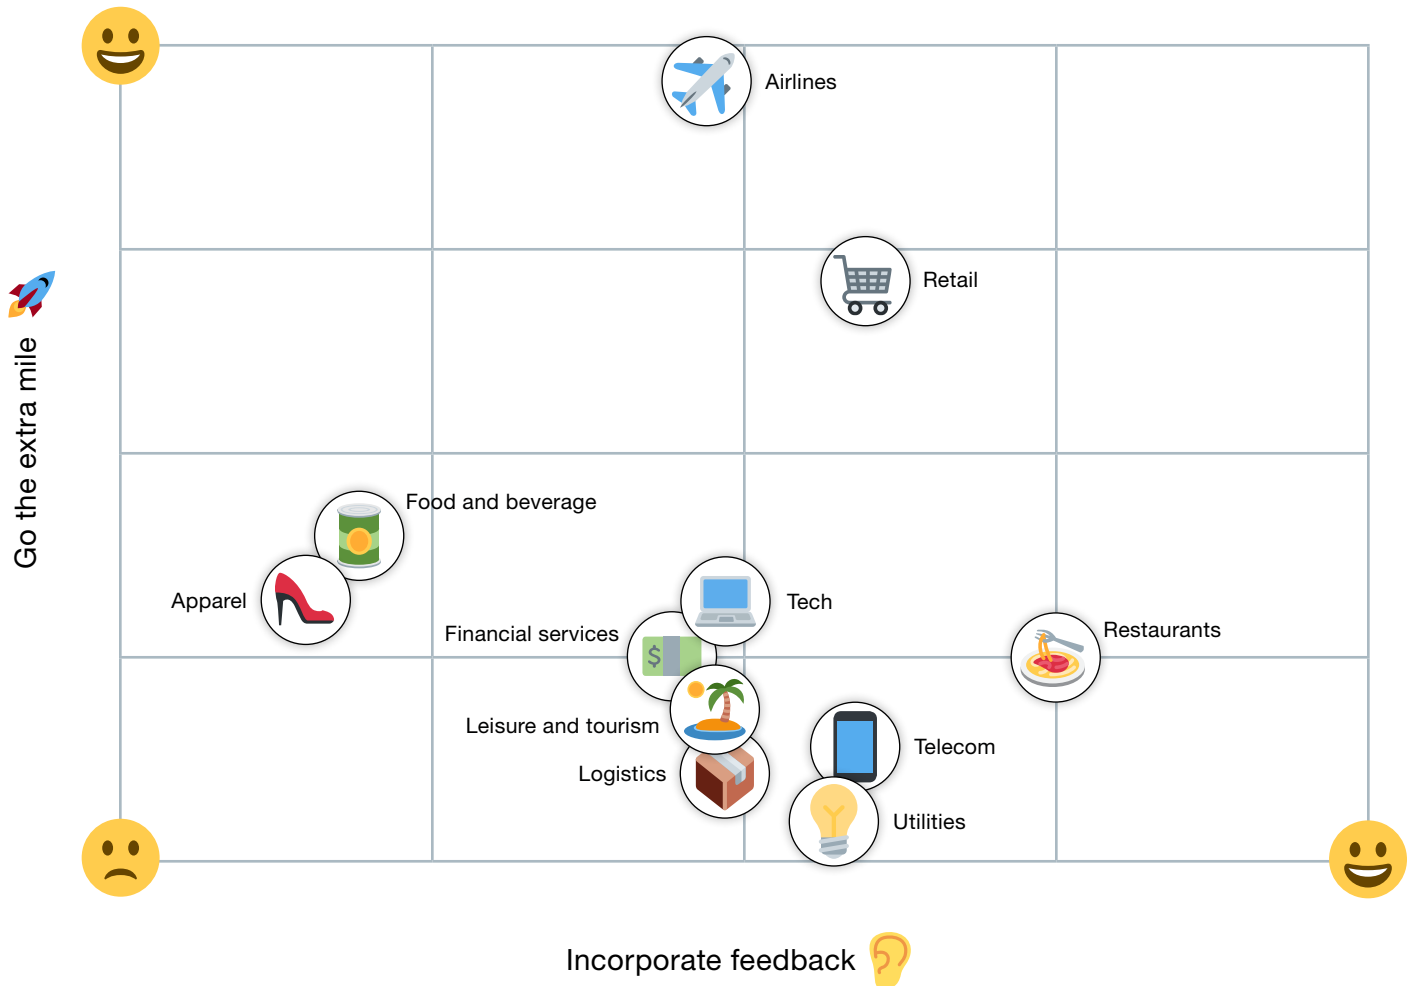 Airlines
Retail
Go the extra mile
Food and beverage
Apparel
Tech
Financial services
Restaurants
Leisure and tourism
Telecom
Logistics
Utilities
Incorporate feedback